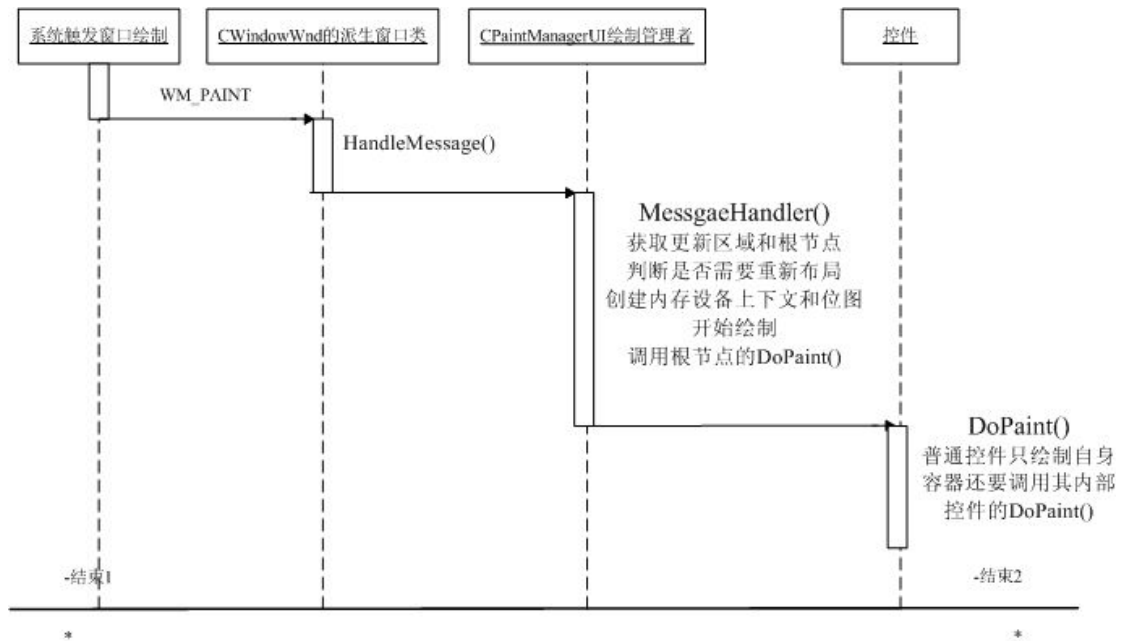 系统触发窗口绘制
CWindowWnd的派生窗口类
CPaintManagerUI绘制管理者
控件
WM_PAINT
HandleMessage()
MessgaeHandler()
获取更新区域和根节点
判断是否需要重新布局
创建内存设备上下文和位图
开始绘制
调用根节点的DoPaint()
DoPaint()
普通控件只绘制自身
容器还要调用其内部
控件的DoPaint()
-结束1
-结束2
*
*